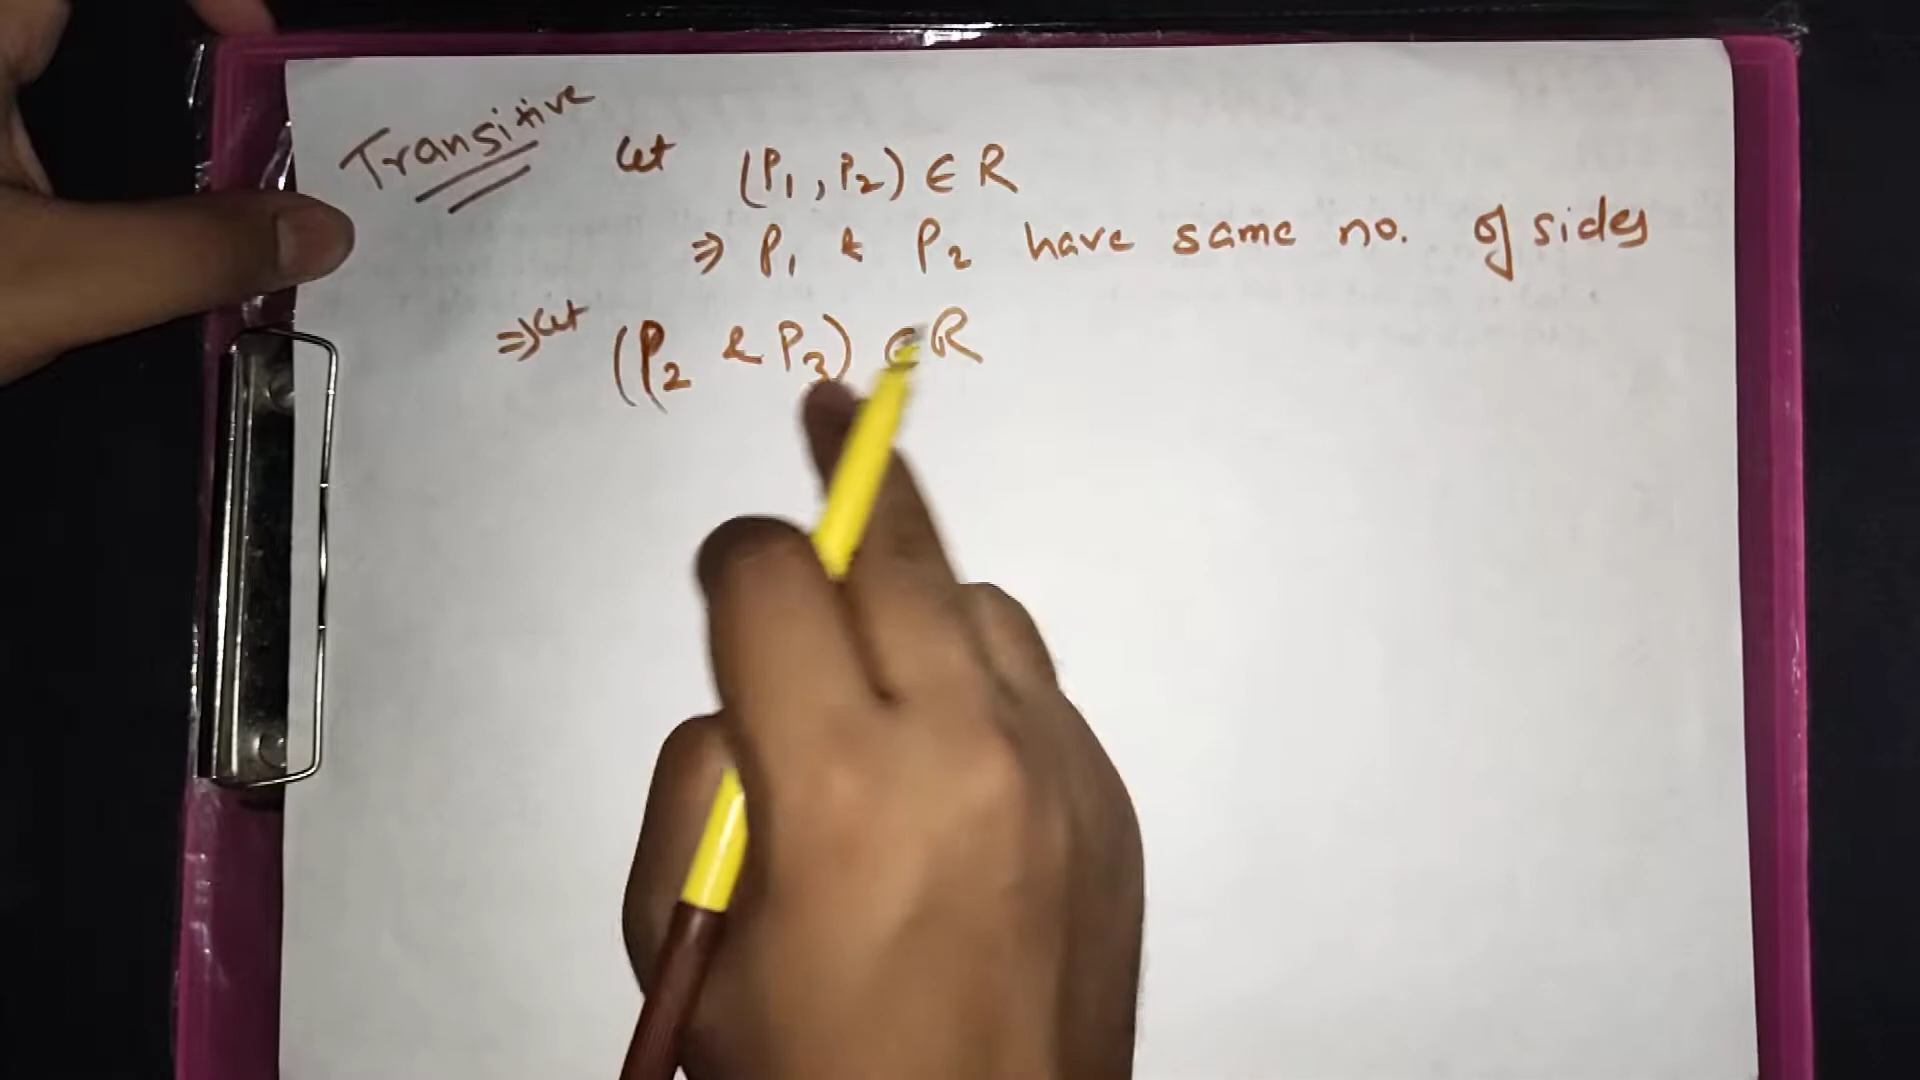 Transitive Let (P₁, P₂) ∈ R
⇒ P₁ & P₂ have same no. of sides
⇒ Let (P₂ & P₃) ∈ R